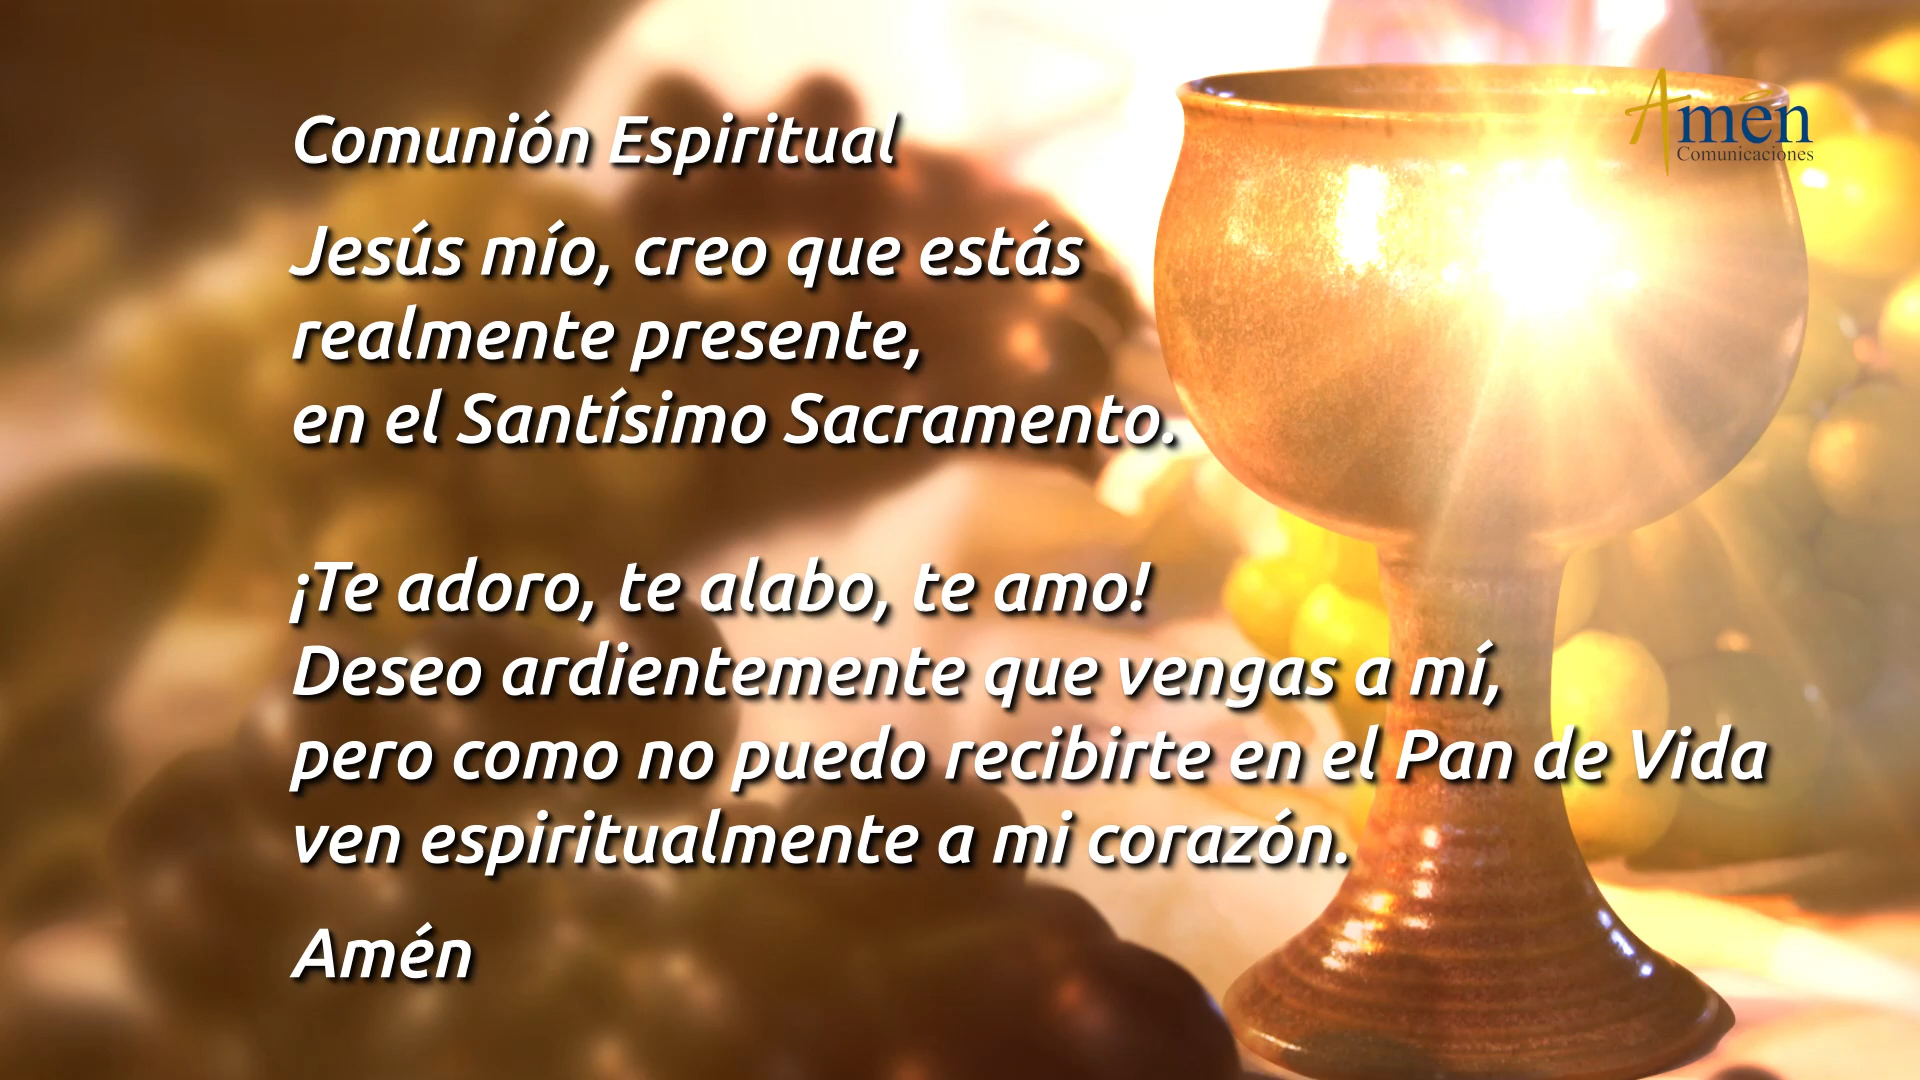 Amén
Comunicaciones
Comunión Espiritual
Jesús mío, creo que estás
realmente presente,
en el Santísimo Sacramento.
¡Te adoro, te alabo, te amo!
Deseo ardientemente que vengas a mí,
pero como no puedo recibirte en el Pan de Vida
ven espiritualmente a mi corazón.
Amén